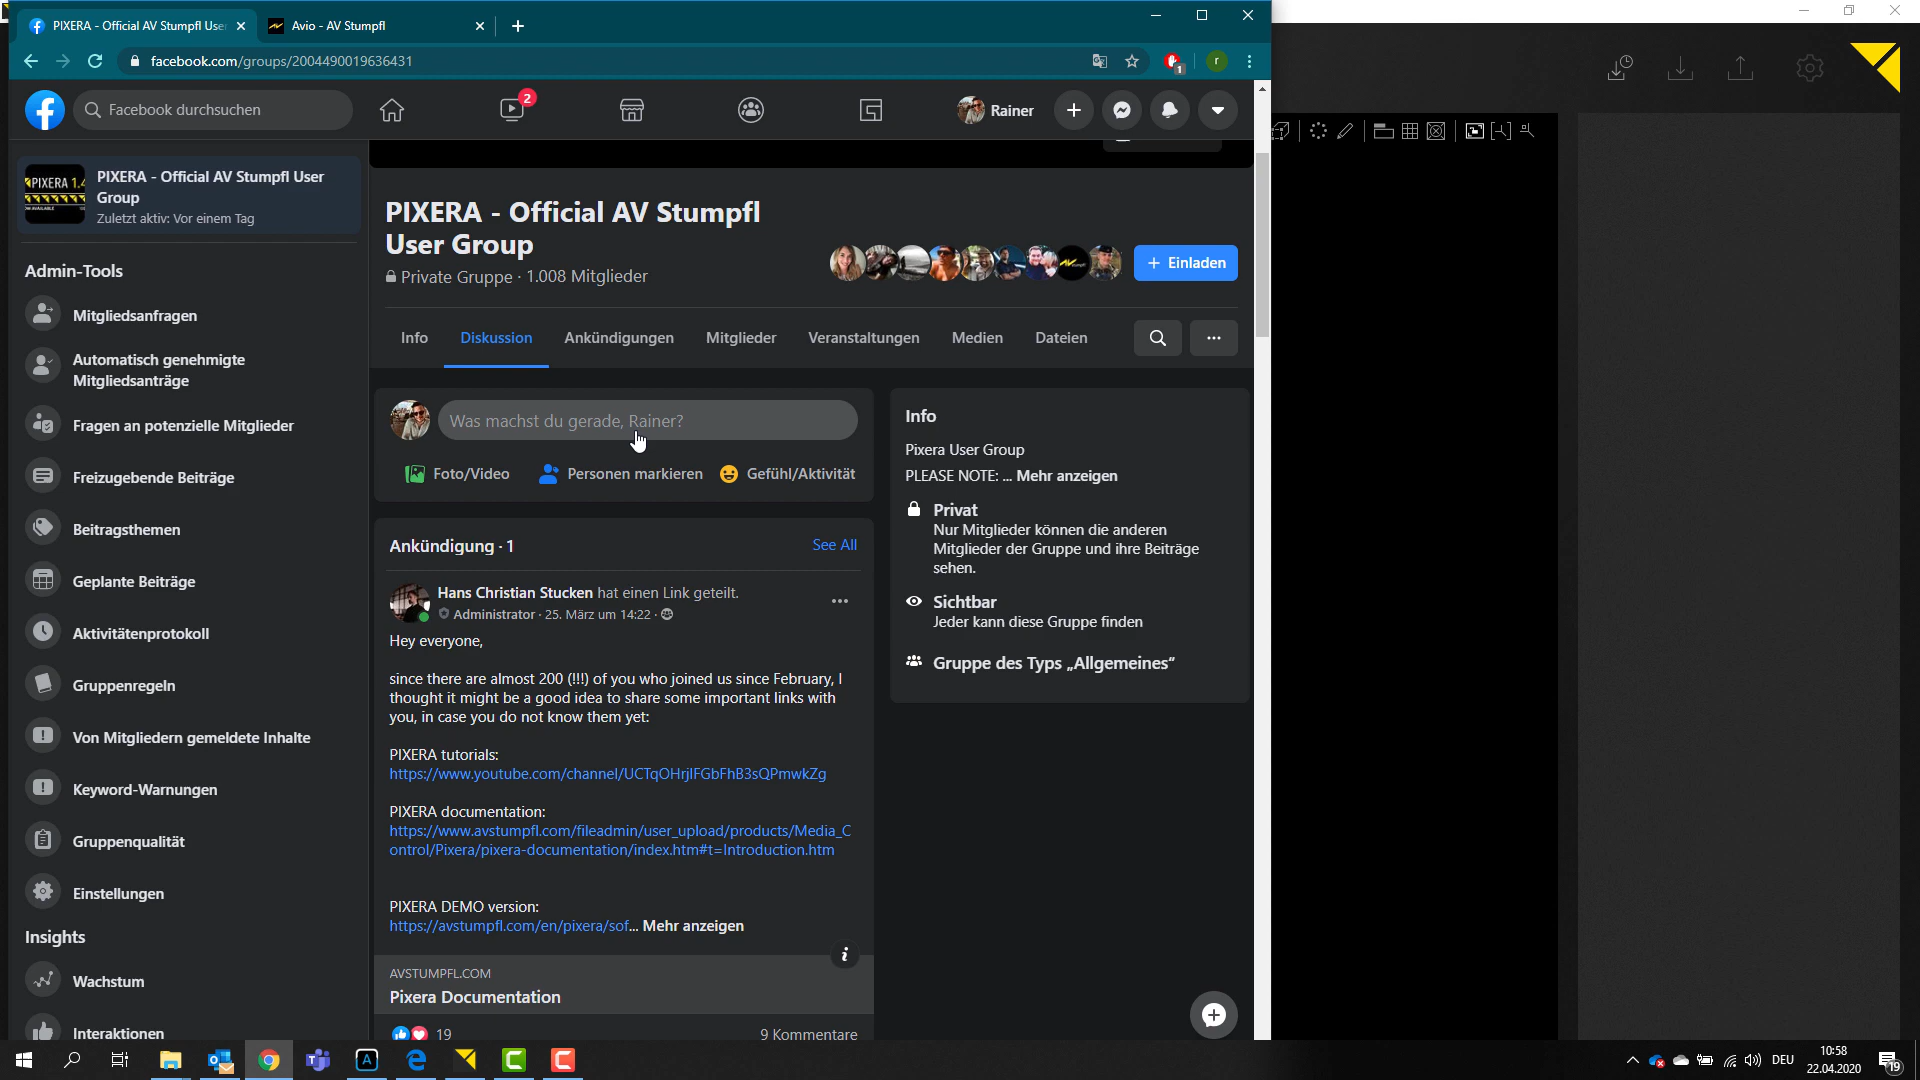 PIXERA - Official AV Stumpfl Use
Avio - AV Stumpfl
facebook.com/groups/2004490019636431
1
r
Facebook durchsuchen
2
Rainer
PIXERA 1.4
PIXERA - Official AV Stumpfl User
Group
Zuletzt aktiv: Vor einem Tag
Admin-Tools
Mitgliedsanfragen
Automatisch genehmigte
Mitgliedsanträge
Fragen an potenzielle Mitglieder
Freizugebende Beiträge
Beitragsthemen
Geplante Beiträge
Aktivitätenprotokoll
Gruppenregeln
Von Mitgliedern gemeldete Inhalte
Keyword-Warnungen
Gruppenqualität
Einstellungen
Insights
Wachstum
Interaktionen
PIXERA - Official AV Stumpfl
User Group
Private Gruppe · 1.008 Mitglieder
+ Einladen
Info
Diskussion
Ankündigungen
Mitglieder
Veranstaltungen
Medien
Dateien
Was machst du gerade, Rainer?
Foto/Video
Personen markieren
Gefühl/Aktivität
Ankündigung · 1
See All
Hans Christian Stucken hat einen Link geteilt.
Administrator · 25. März um 14:22 ·
Hey everyone,
since there are almost 200 (!!!) of you who joined us since February, I
thought it might be a good idea to share some important links with
you, in case you do not know them yet:
PIXERA tutorials:
https://www.youtube.com/channel/UCTqOHrjIFGbFhB3sQPmwkZg
PIXERA documentation:
https://www.avstumpfl.com/fileadmin/user_upload/products/Media_C
ontrol/Pixera/pixera-documentation/index.htm#t=Introduction.htm
PIXERA DEMO version:
https://avstumpfl.com/en/pixera/sof... Mehr anzeigen
AVSTUMPFL.COM
Pixera Documentation
19
9 Kommentare
Info
Pixera User Group
PLEASE NOTE: ... Mehr anzeigen
Privat
Nur Mitglieder können die anderen
Mitglieder der Gruppe und ihre Beiträge
sehen.
Sichtbar
Jeder kann diese Gruppe finden
Gruppe des Typs „Allgemeines“
DEU
10:58
22.04.2020
19